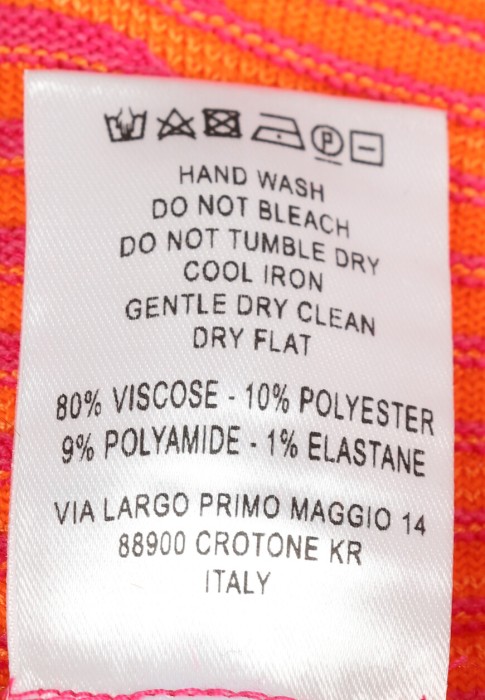 P
HAND WASH
DO NOT BLEACH
DO NOT TUMBLE DRY
COOL IRON
GENTLE DRY CLEAN
DRY FLAT
80% VISCOSE - 10% POLYESTER
9% POLYAMIDE - 1% ELASTANE
VIA LARGO PRIMO MAGGIO 14
88900 CROTONE KR
ITALY